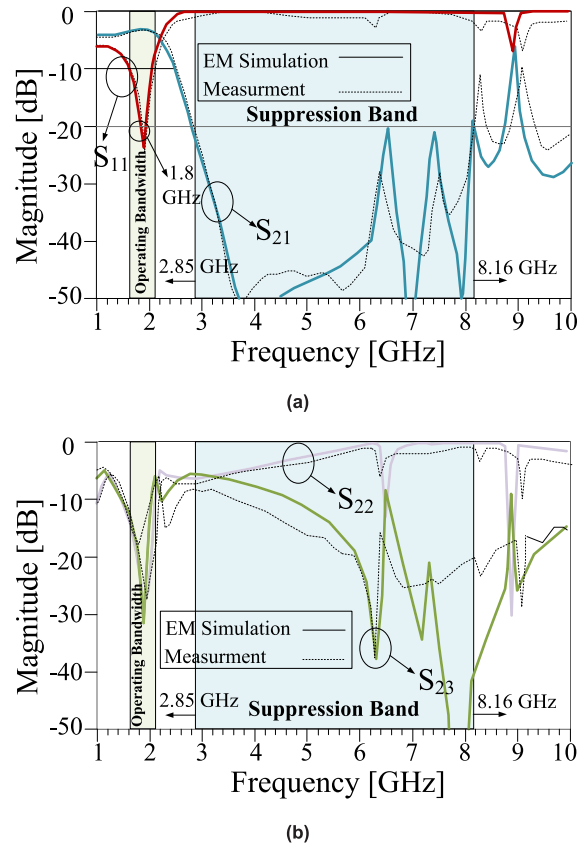 0
-10
-20
-30
-40
-50
Magnitude [dB]
EM Simulation
Measurment
Suppression Band
S11
1.8
GHz
S21
Operating Bandwidth
2.85 GHz
8.16 GHz
1 2 3 4 5 6 7 8 9 10
Frequency [GHz]
(a)
0
-10
-20
-30
-40
-50
Magnitude [dB]
S22
Operating Bandwidth
EM Simulation
Measurment
S23
2.85 GHz
Suppression Band
8.16 GHz
1 2 3 4 5 6 7 8 9 10
Frequency [GHz]
(b)